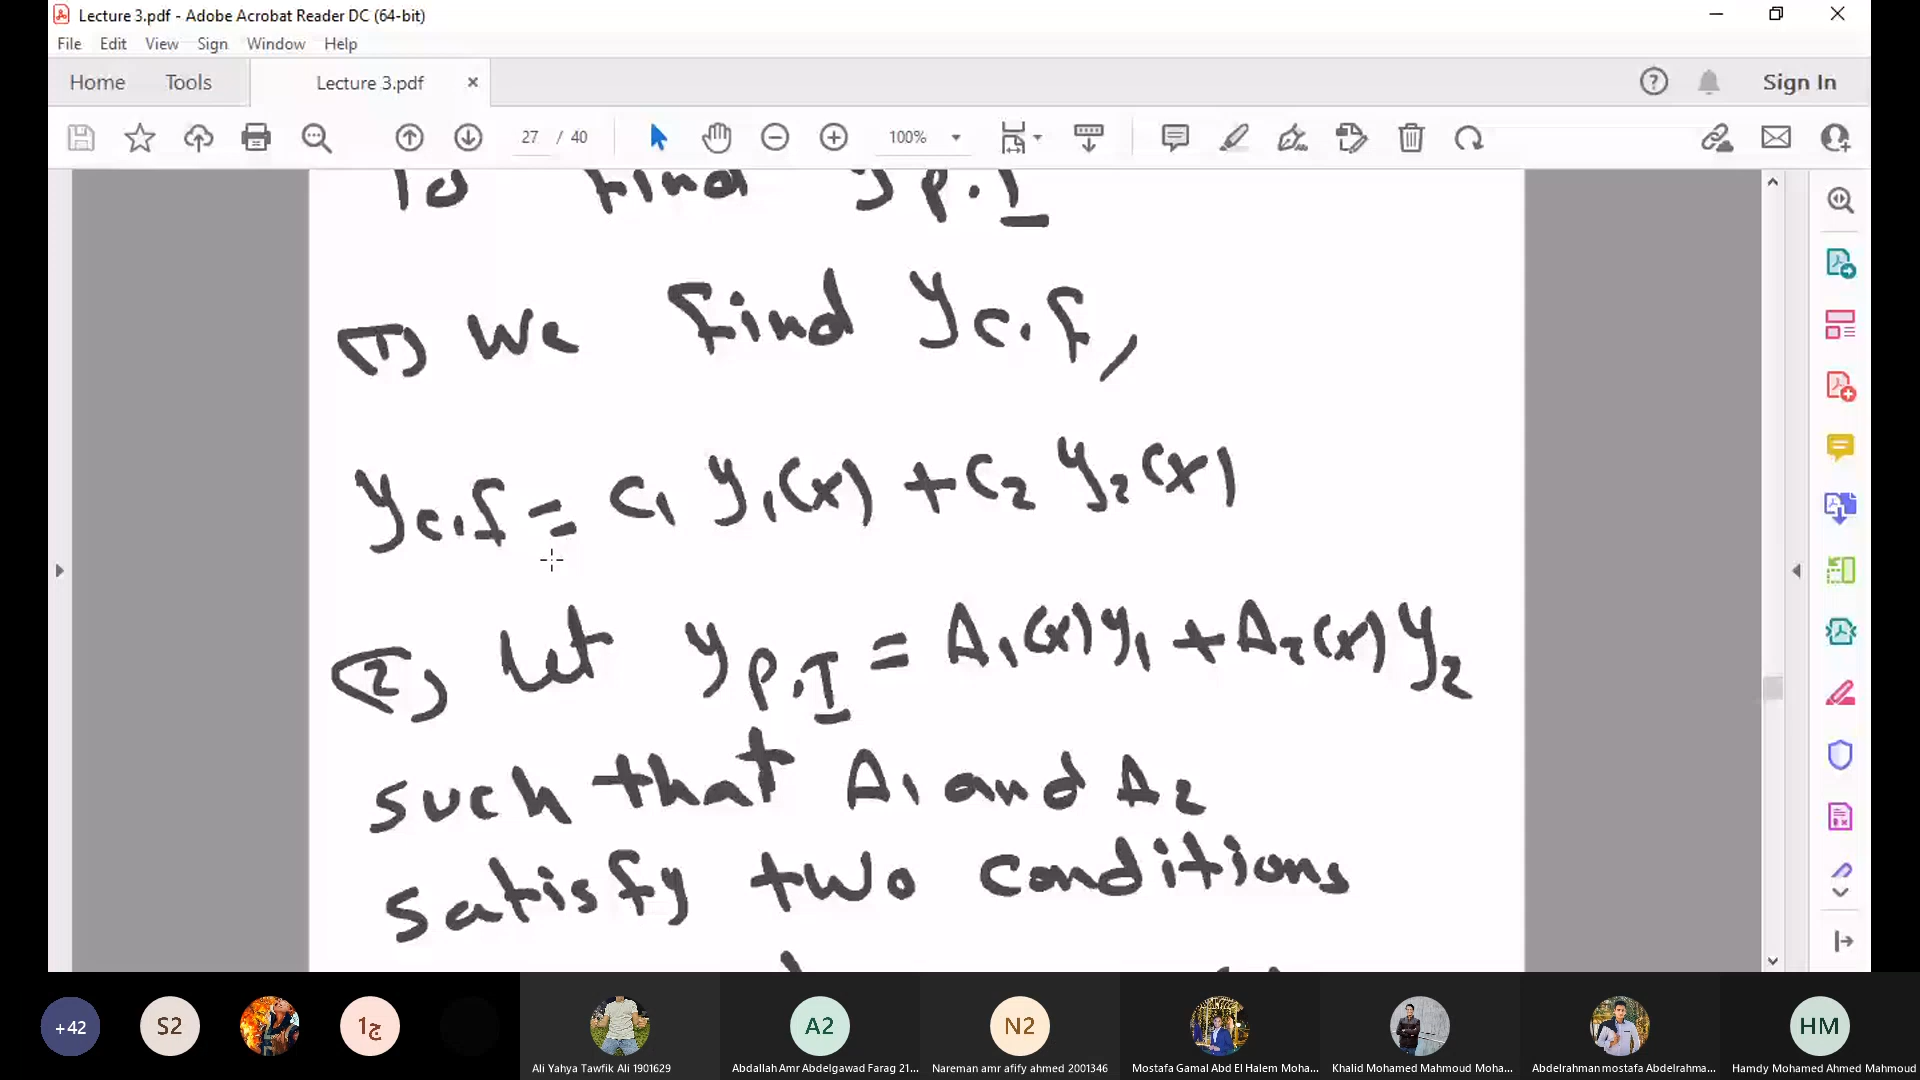 Lecture 3.pdf - Adobe Acrobat Reader DC (64-bit)
File Edit View Sign Window Help
Home Tools Lecture 3.pdf × Sign In
27 / 40 100%
To find y P.I
(1) we find y c.f,
y c.f = c₁ y₁(x) + c₂ y₂(x)
(2) let y P.I = A₁(x) y₁ + A₂(x) y₂
such that A₁ and A₂
satisfy two conditions
+42 S2 ج1 A2 N2 HM
Ali Yahya Tawfik Ali 1901629
Abdallah Amr Abdelgawad Farag 21...
Nareman amr afify ahmed 2001346
Mostafa Gamal Abd El Halem Moha...
Khalid Mohamed Mahmoud Moha...
Abdelrahman mostafa Abdelrahma...
Hamdy Mohamed Ahmed Mahmoud